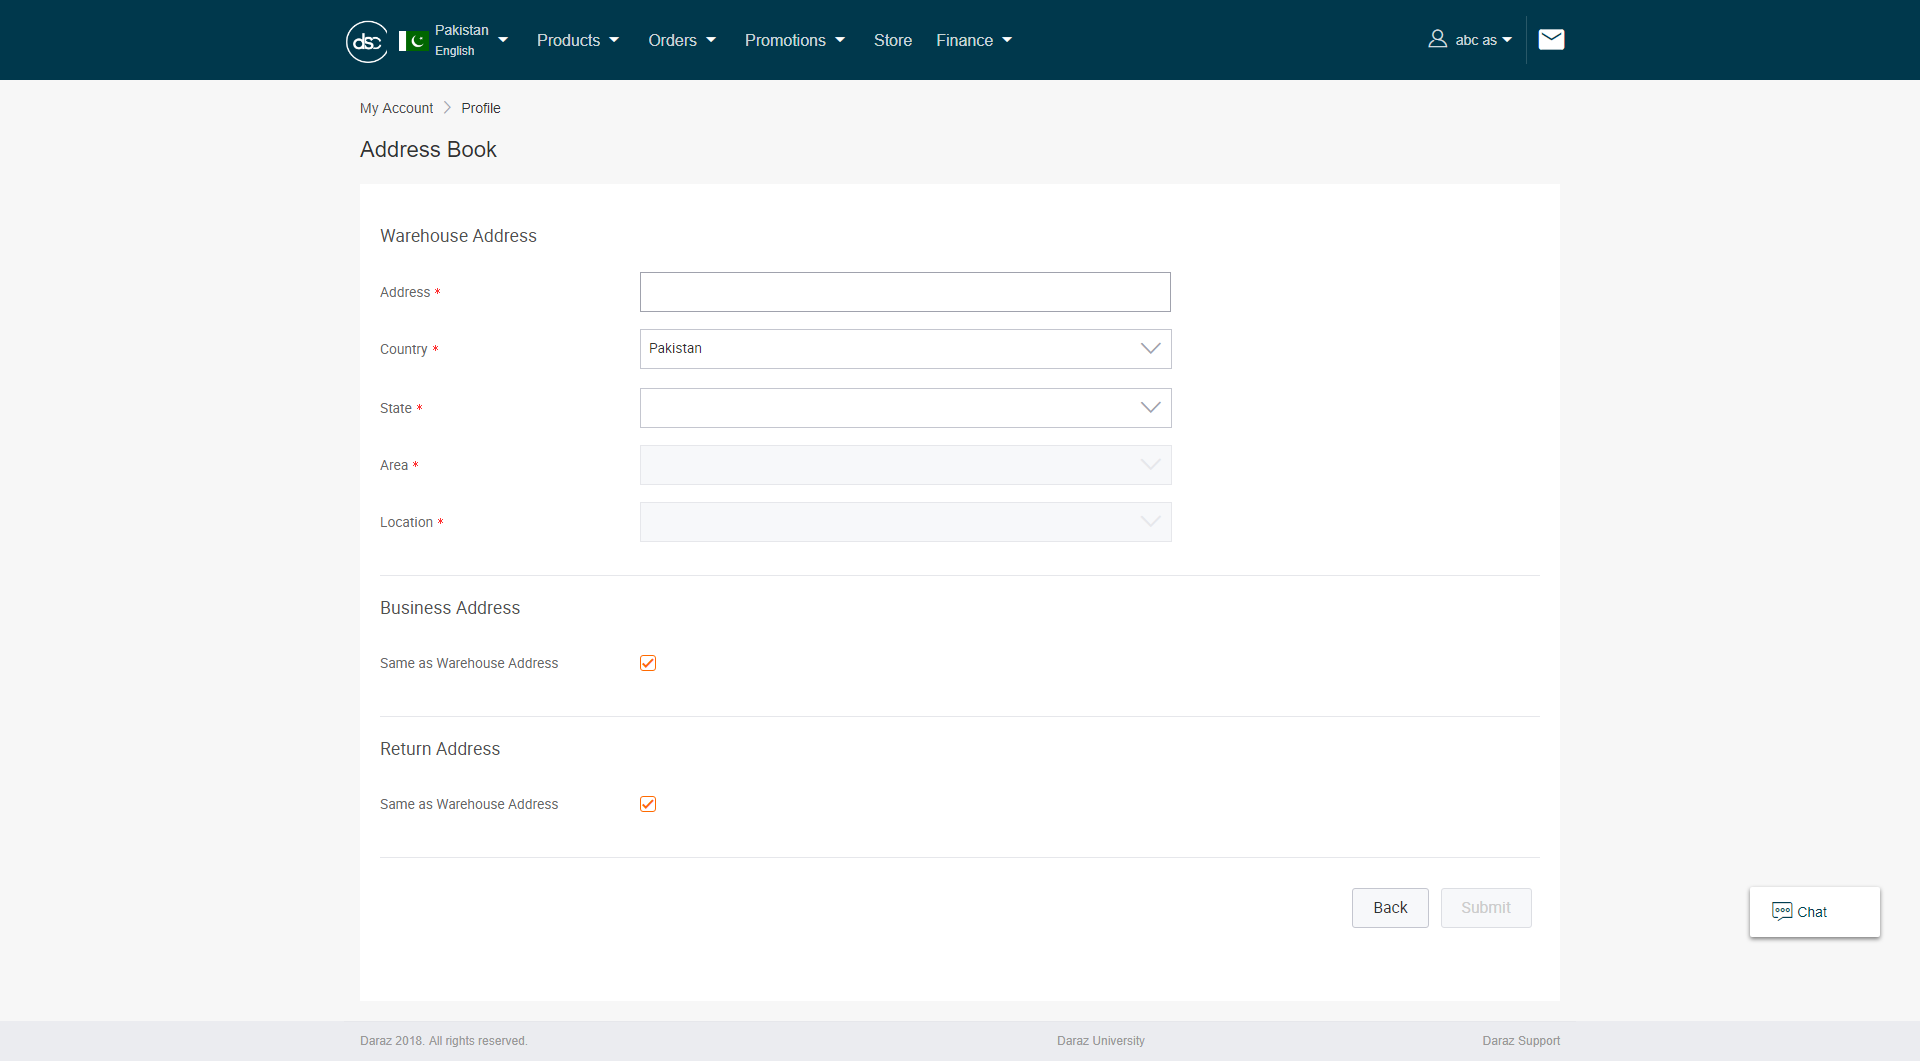 dsc
Pakistan
English
Products
Orders
Promotions
Store
Finance
abc as
My Account
Profile
Address Book
Warehouse Address
Address *
Country *
Pakistan
State *
Area *
Location *
Business Address
Same as Warehouse Address
Return Address
Same as Warehouse Address
Back
Submit
Chat
Daraz 2018. All rights reserved.
Daraz University
Daraz Support